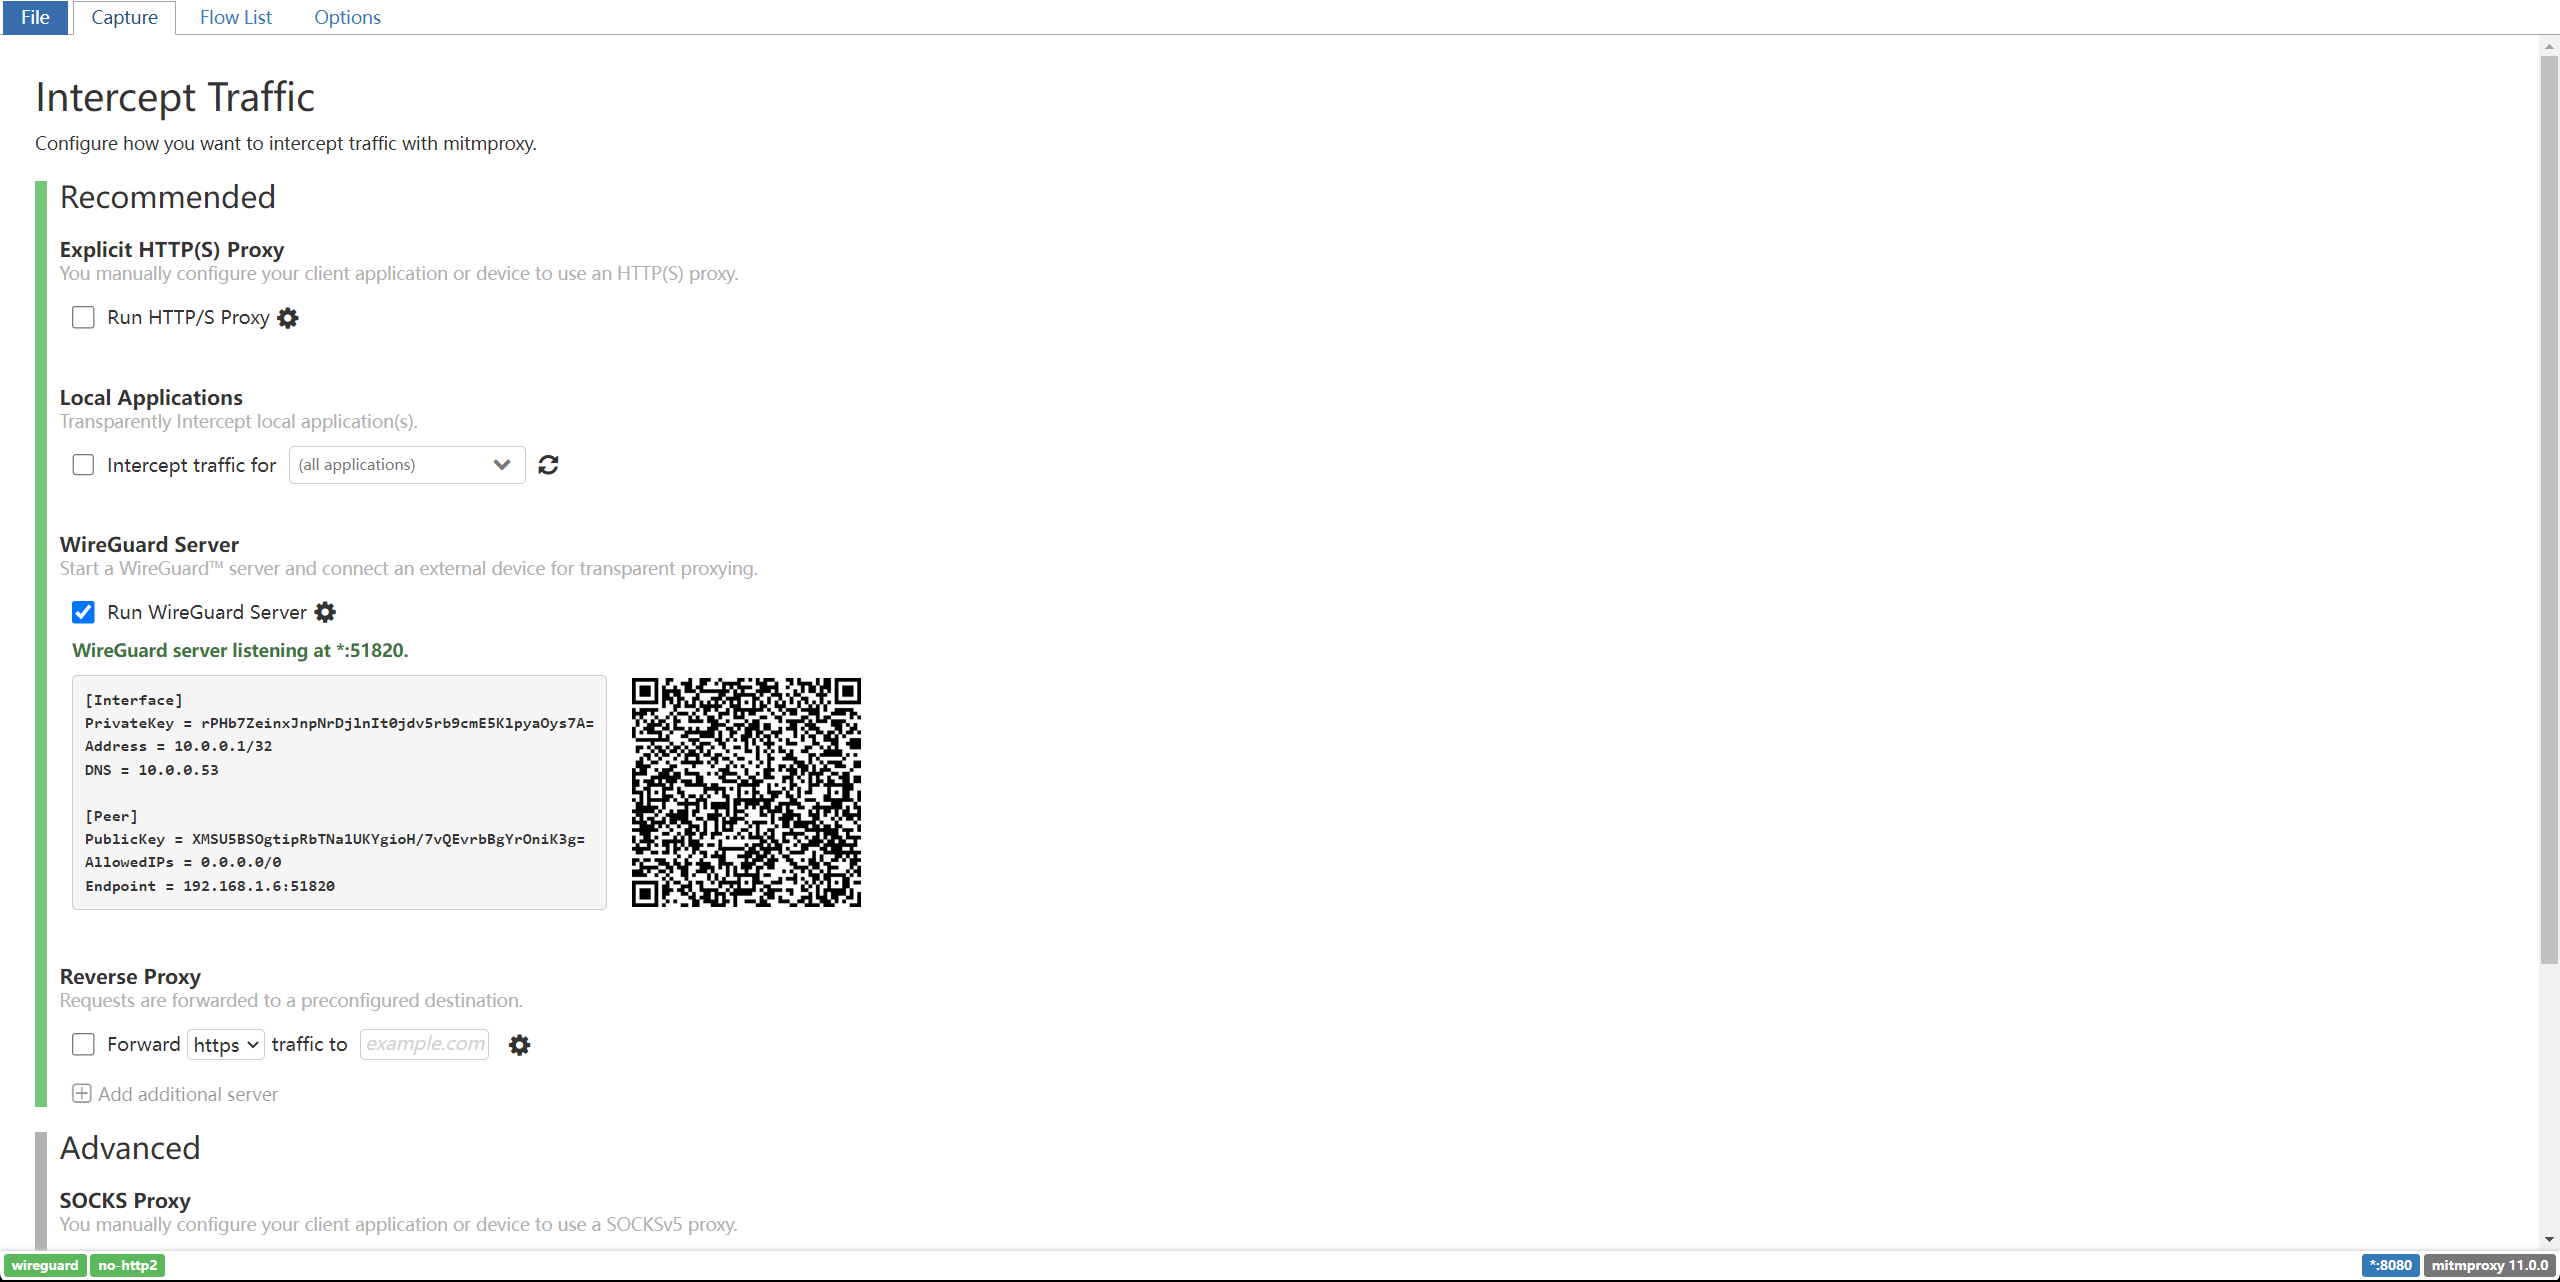 File Capture Flow List Options
Intercept Traffic
Configure how you want to intercept traffic with mitmproxy.
Recommended
Explicit HTTP(S) Proxy
You manually configure your client application or device to use an HTTP(S) proxy.
Run HTTP/S Proxy
Local Applications
Transparently Intercept local application(s).
Intercept traffic for (all applications)
WireGuard Server
Start a WireGuard™ server and connect an external device for transparent proxying.
Run WireGuard Server
WireGuard server listening at *:51820.
[Interface]
PrivateKey = rPHb7ZeinxJnpNrDjlnIt0jdv5rb9cmE5KlpyaOys7A=
Address = 10.0.0.1/32
DNS = 10.0.0.53
[Peer]
PublicKey = XMSU5BSOgtipRbTNa1UKYgioH/7vQEvrbBgYrOniK3g=
AllowedIPs = 0.0.0.0/0
Endpoint = 192.168.1.6:51820
Reverse Proxy
Requests are forwarded to a preconfigured destination.
Forward https traffic to example.com
Add additional server
Advanced
SOCKS Proxy
You manually configure your client application or device to use a SOCKSv5 proxy.
wireguard no-http2 *:8080 mitmproxy 11.0.0